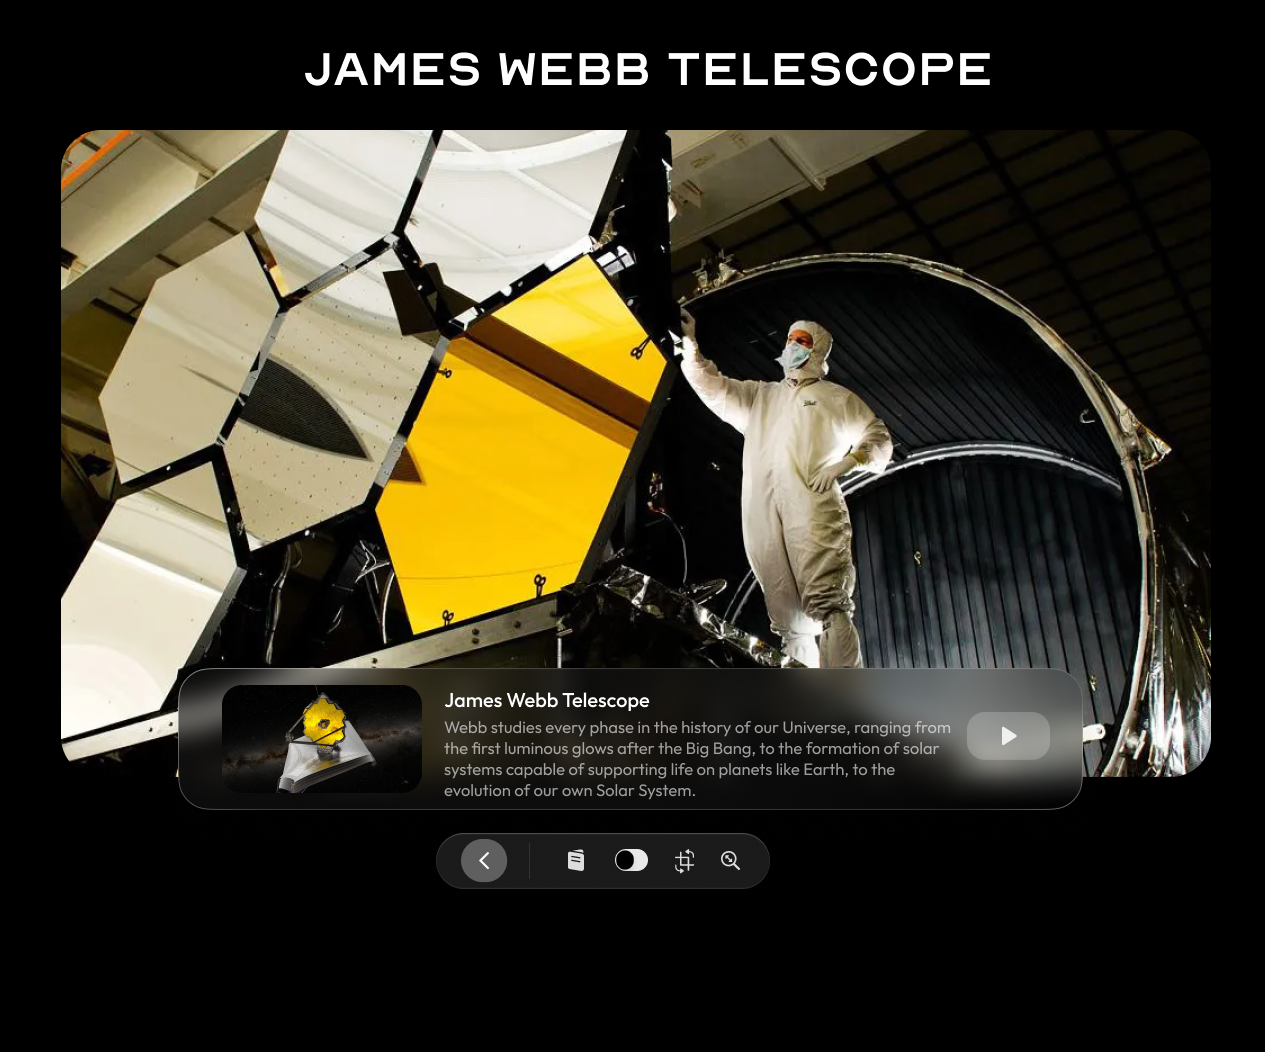 JAMES WEBB TELESCOPE
James Webb Telescope
Webb studies every phase in the history of our Universe, ranging from
the first luminous glows after the Big Bang, to the formation of solar
systems capable of supporting life on planets like Earth, to the
evolution of our own Solar System.